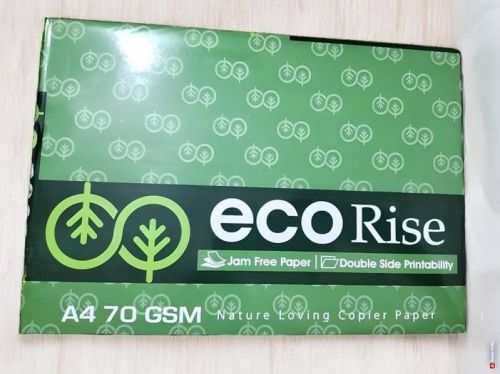 eco Rise
Jam Free Paper | Double Side Printability
A4 70 GSM Nature Loving Copier Paper